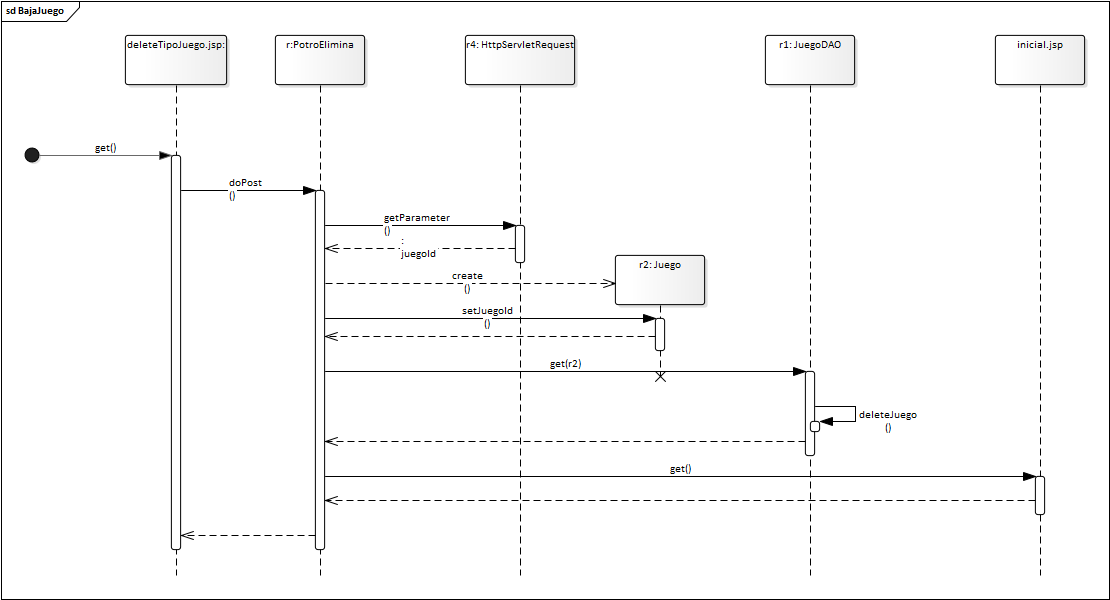 sd BajaJuego
deleteTipoJuego.jsp:
r:PotroElimina
r4: HttpServletRequest
r1: JuegoDAO
inicial.jsp
get()
doPost
()
getParameter
()
:
juegoId
r2: Juego
create
()
setJuegoId
()
get(r2)
deleteJuego
()
get()